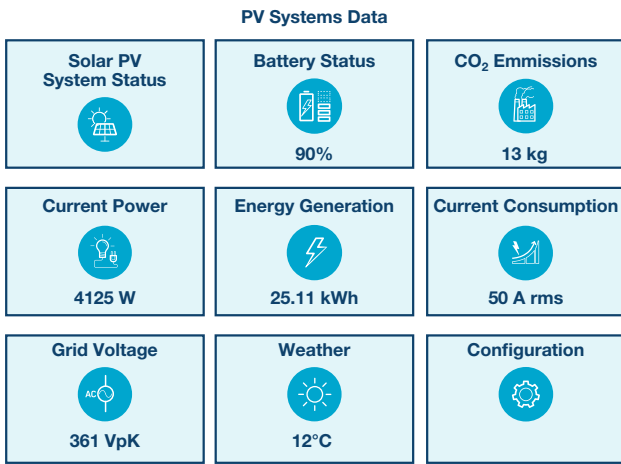 PV Systems Data
Solar PV
System Status
Battery Status
90%
CO₂ Emmissions
13 kg
Current Power
4125 W
Energy Generation
25.11 kWh
Current Consumption
50 A rms
Grid Voltage
AC
361 VpK
Weather
12°C
Configuration